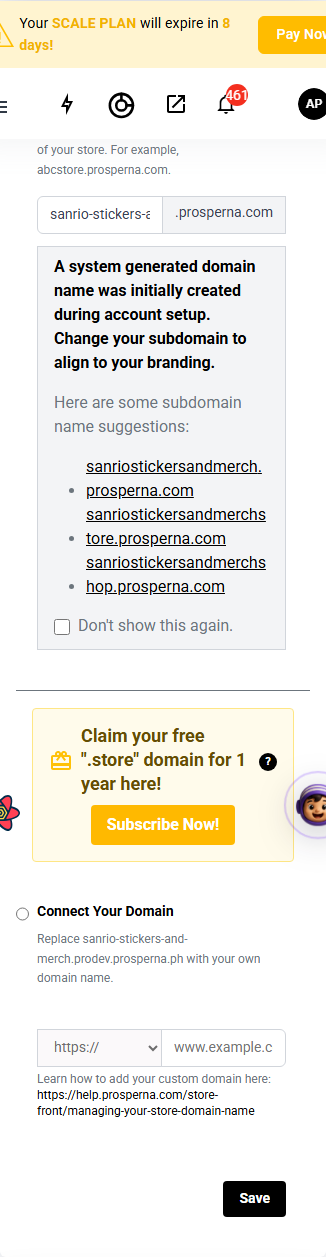 Your SCALE PLAN will expire in 8
days!
Pay Now
461
AP
of your store. For example,
abcstore.prosperna.com.
sanrio-stickers-a
.prosperna.com
A system generated domain
name was initially created
during account setup.
Change your subdomain to
align to your branding.
Here are some subdomain
name suggestions:
sanriostickersandmerch.
prosperna.com
sanriostickersandmerchs
tore.prosperna.com
sanriostickersandmerchs
hop.prosperna.com
Don't show this again.
Claim your free
".store" domain for 1
year here!
?
Subscribe Now!
Connect Your Domain
Replace sanrio-stickers-and-
merch.prodev.prosperna.ph with your own
domain name.
https://
www.example.c
Learn how to add your custom domain here:
https://help.prosperna.com/store-
front/managing-your-store-domain-name
Save